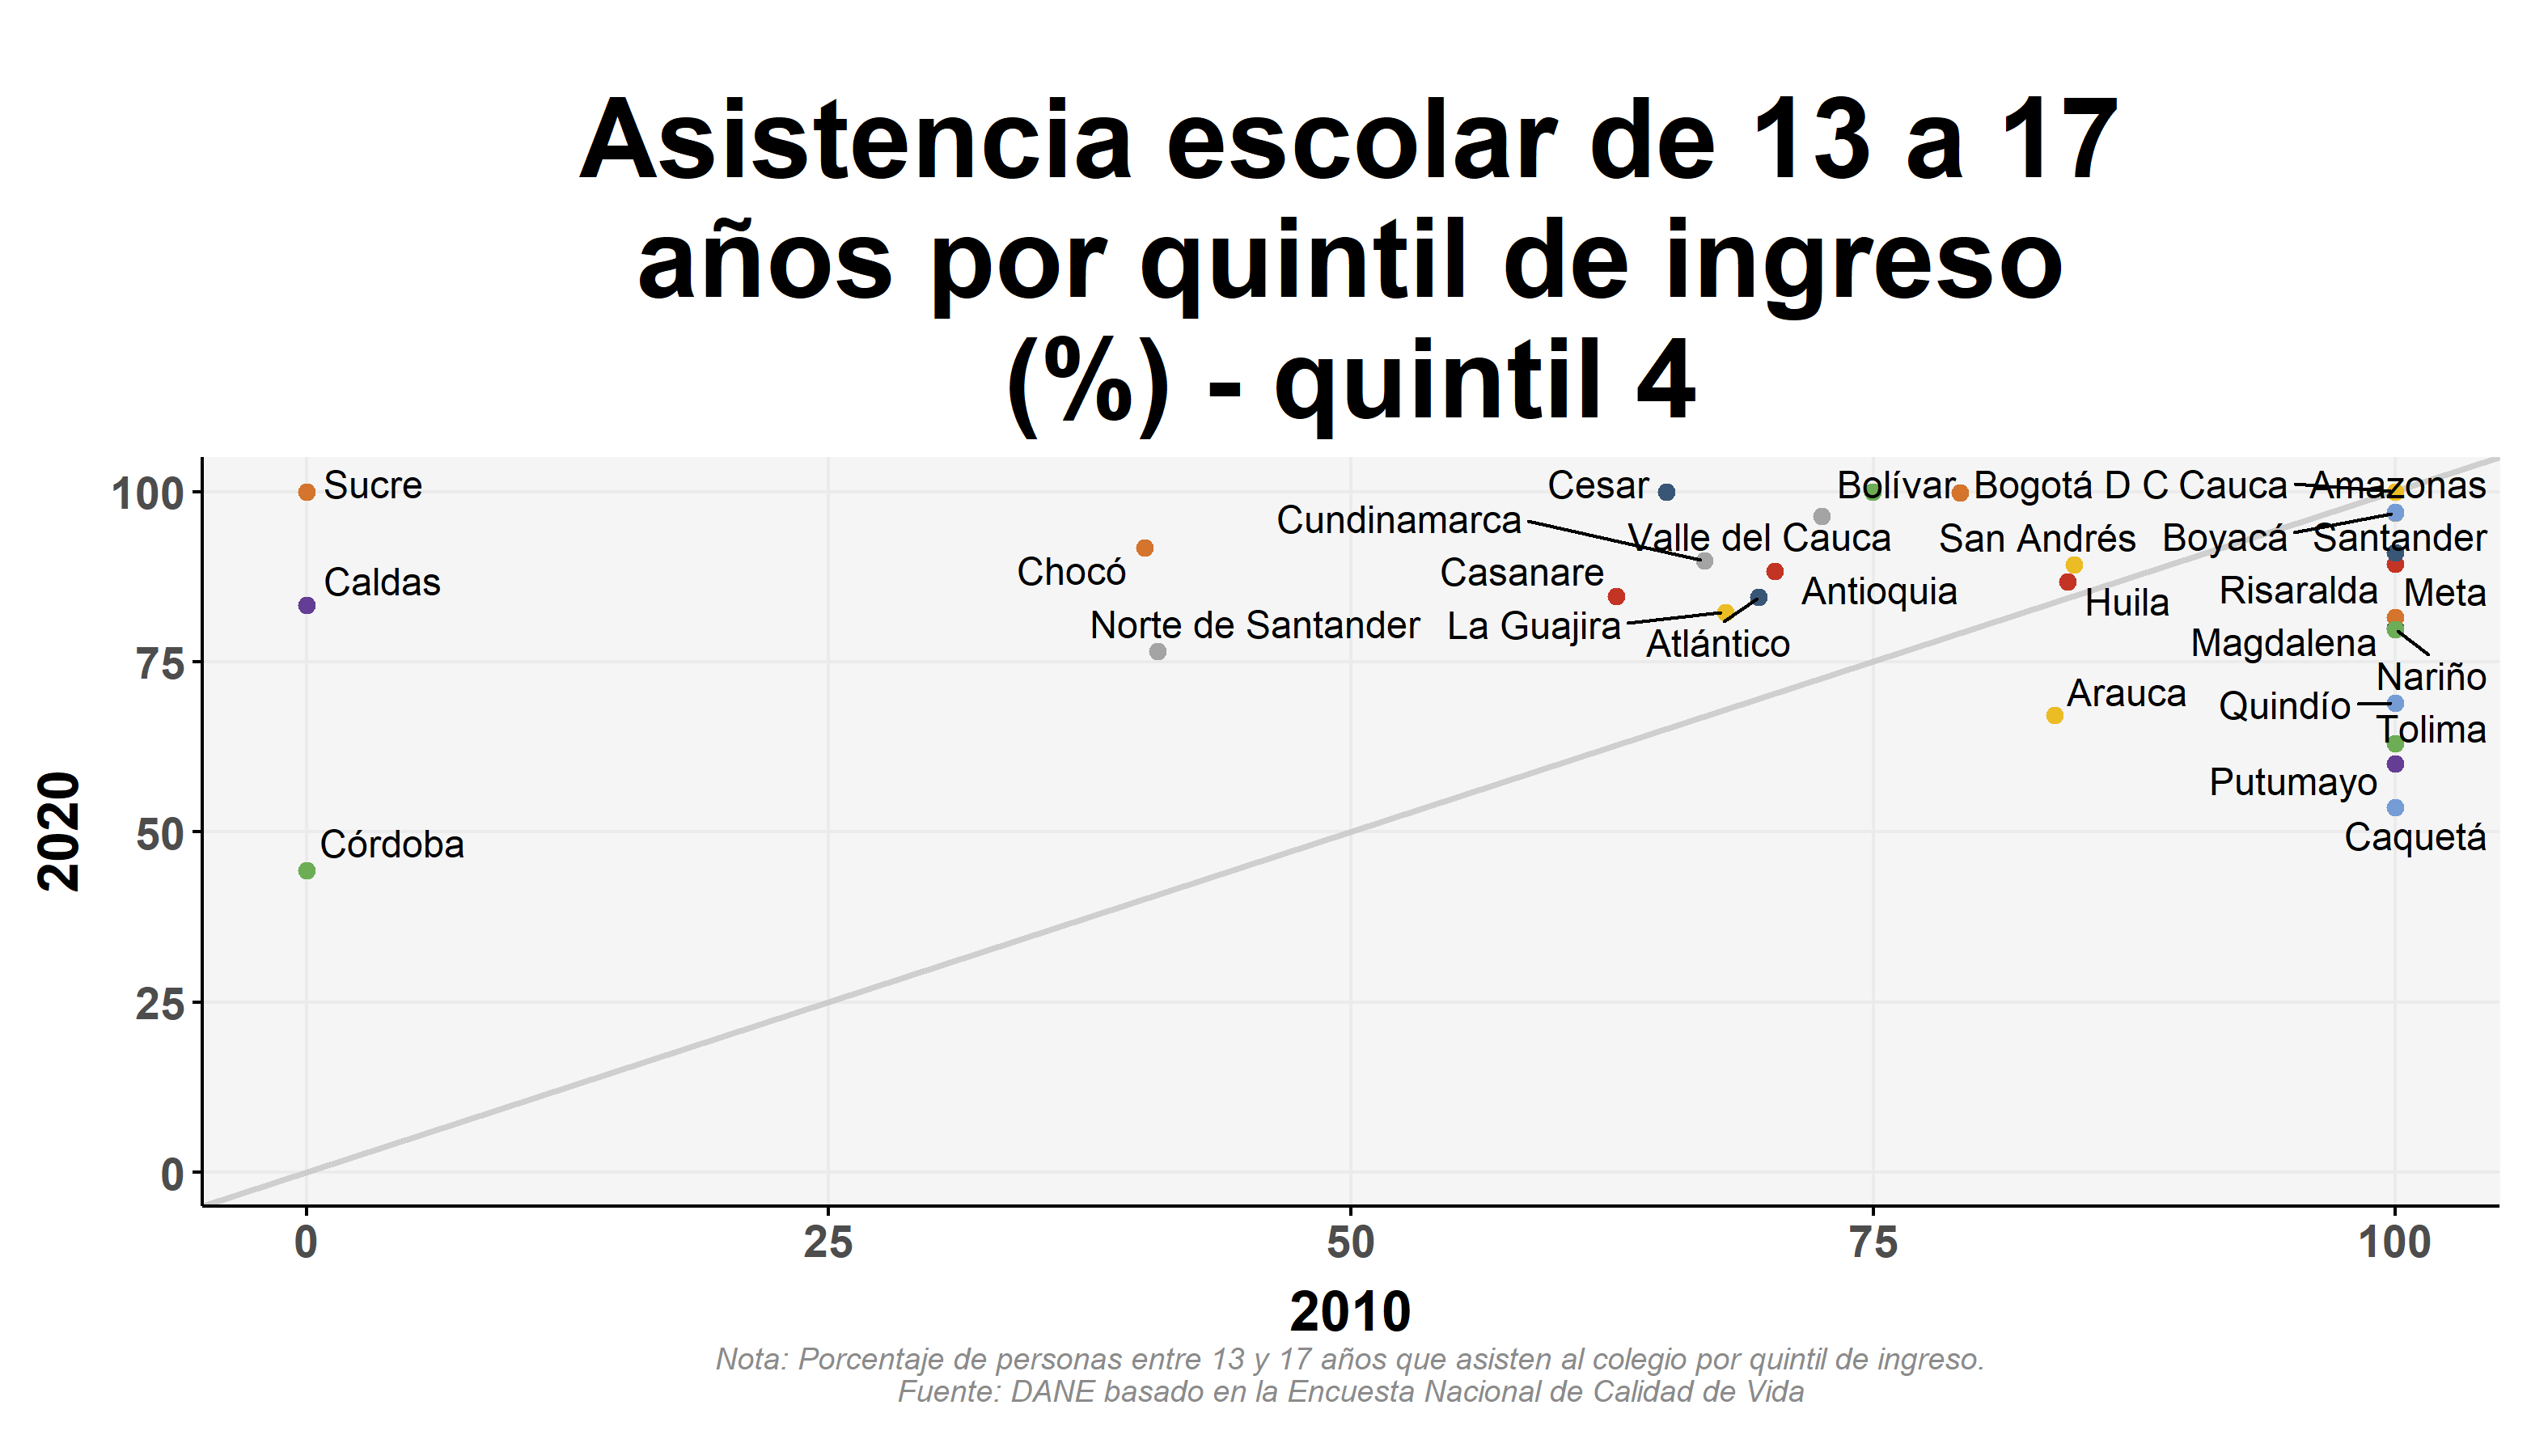 Asistencia escolar de 13 a 17
años por quintil de ingreso
(%) - quintil 4
100
75
50
25
0
2020
Sucre
Caldas
Córdoba
Chocó
Norte de Santander
Cundinamarca
Cesar
Casanare
La Guajira
Atlántico
Valle del Cauca
Antioquia
Bolívar
Bogotá D C
San Andrés
Huila
Arauca
Cauca
Amazonas
Boyacá
Santander
Risaralda
Meta
Magdalena
Nariño
Quindío
Tolima
Putumayo
Caquetá
0
25
50
75
100
2010
Nota: Porcentaje de personas entre 13 y 17 años que asisten al colegio por quintil de ingreso.
Fuente: DANE basado en la Encuesta Nacional de Calidad de Vida